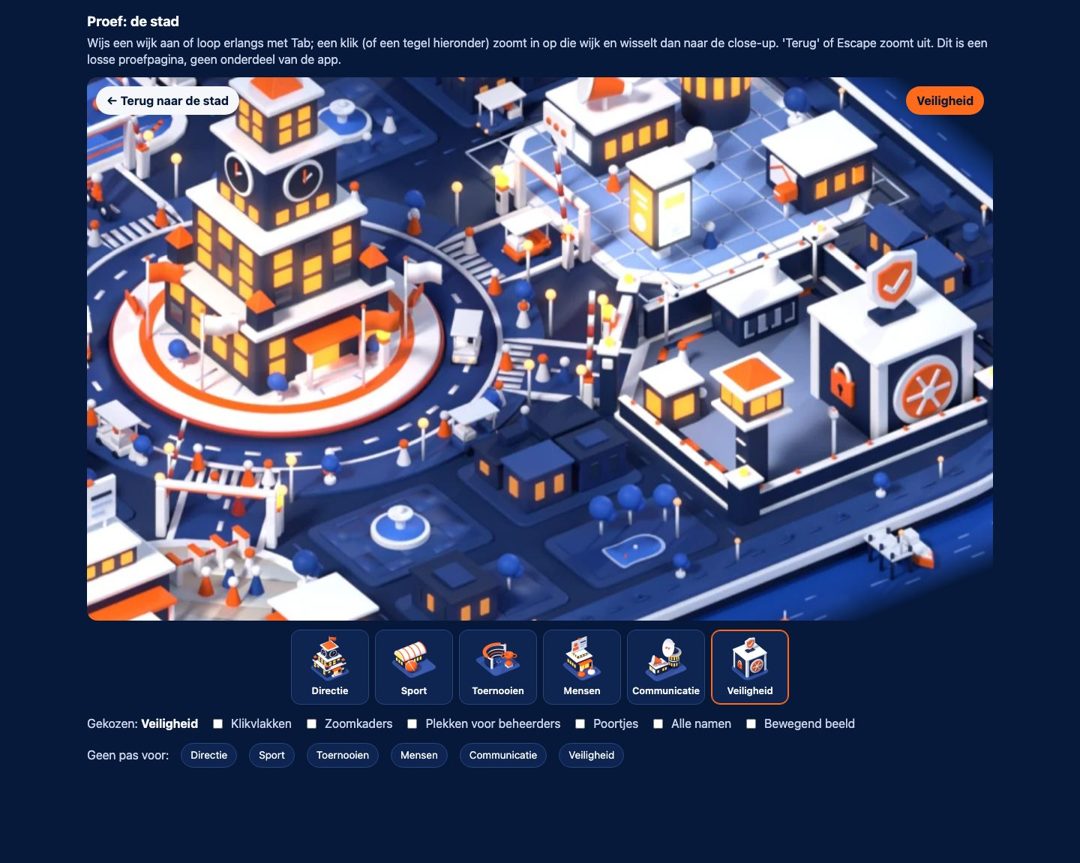 Proef: de stad
Wijs een wijk aan of loop erlangs met Tab; een klik (of een tegel hieronder) zoomt in op die wijk en wisselt dan naar de close-up. 'Terug' of Escape zoomt uit. Dit is een
losse proefpagina, geen onderdeel van de app.
← Terug naar de stad
Veiligheid
Directie
Sport
Toernooien
Mensen
Communicatie
Veiligheid
Gekozen: Veiligheid Klikvlakken Zoomkaders Plekken voor beheerders Poortjes Alle namen Bewegend beeld
Geen pas voor: Directie Sport Toernooien Mensen Communicatie Veiligheid